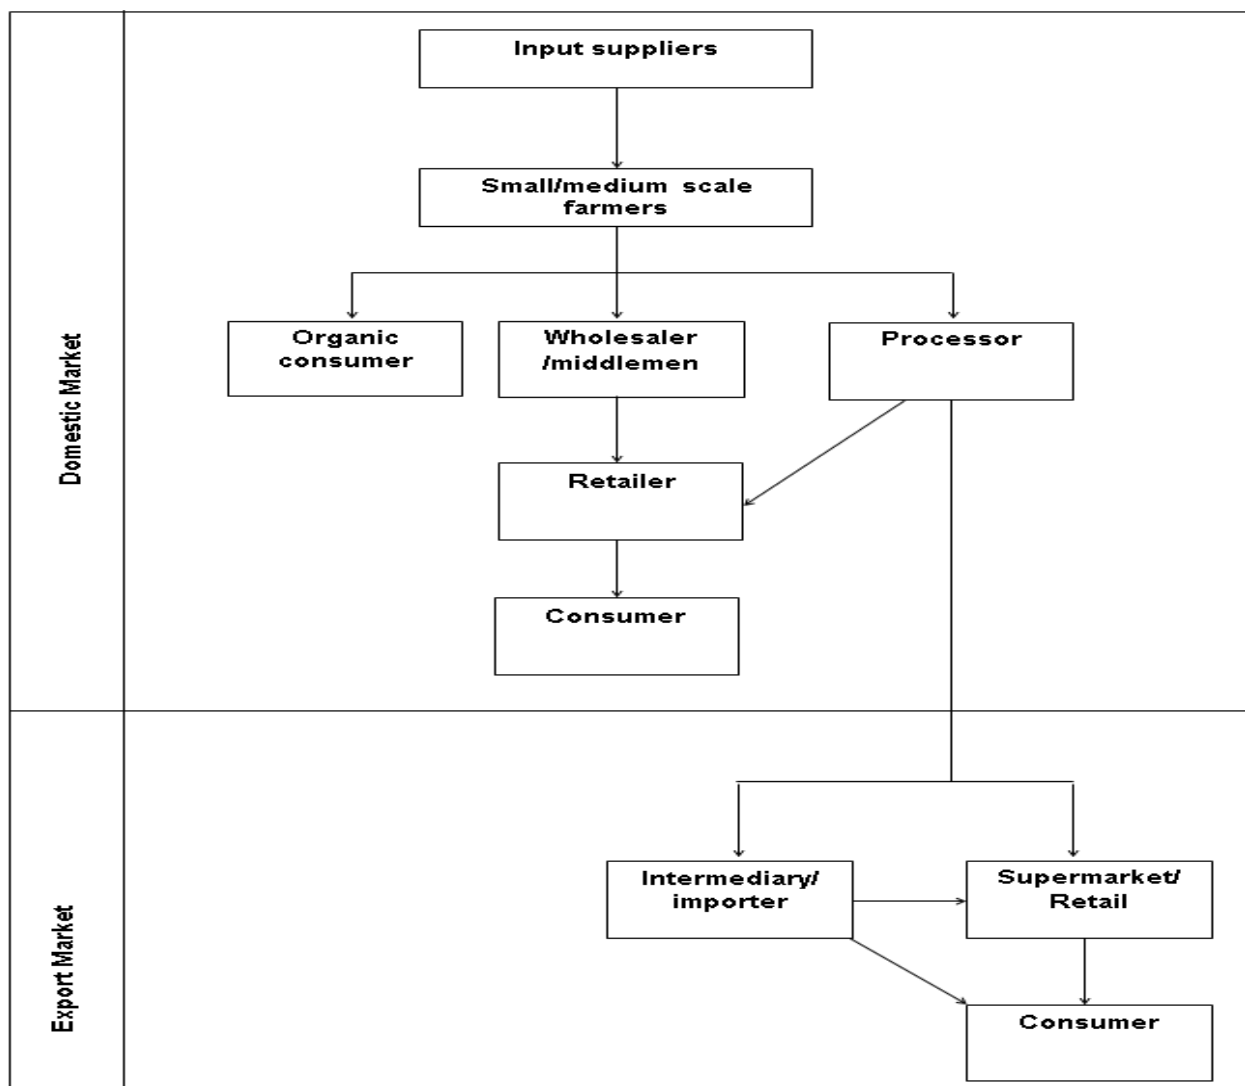 Input suppliers
Small/medium scale
farmers
Organic
consumer
Wholesaler
/middlemen
Processor
Retailer
Consumer
Domestic Market
Intermediary/
importer
Supermarket/
Retail
Consumer
Export Market